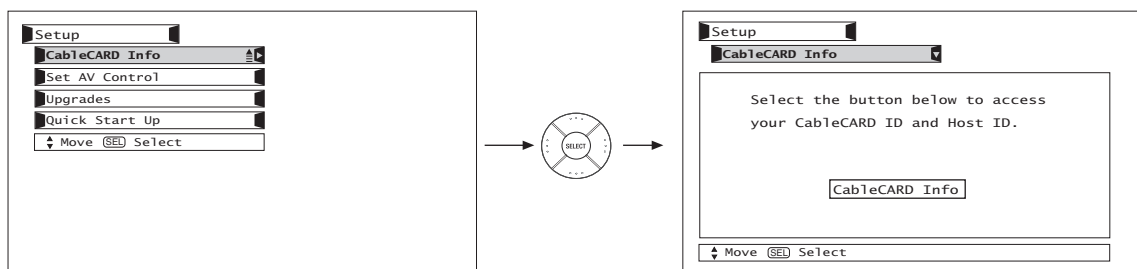 Setup
CableCARD Info
Set AV Control
Upgrades
Quick Start Up
Move SEL Select
SELECT
Setup
CableCARD Info
Select the button below to access
your CableCARD ID and Host ID.
CableCARD Info
Move SEL Select